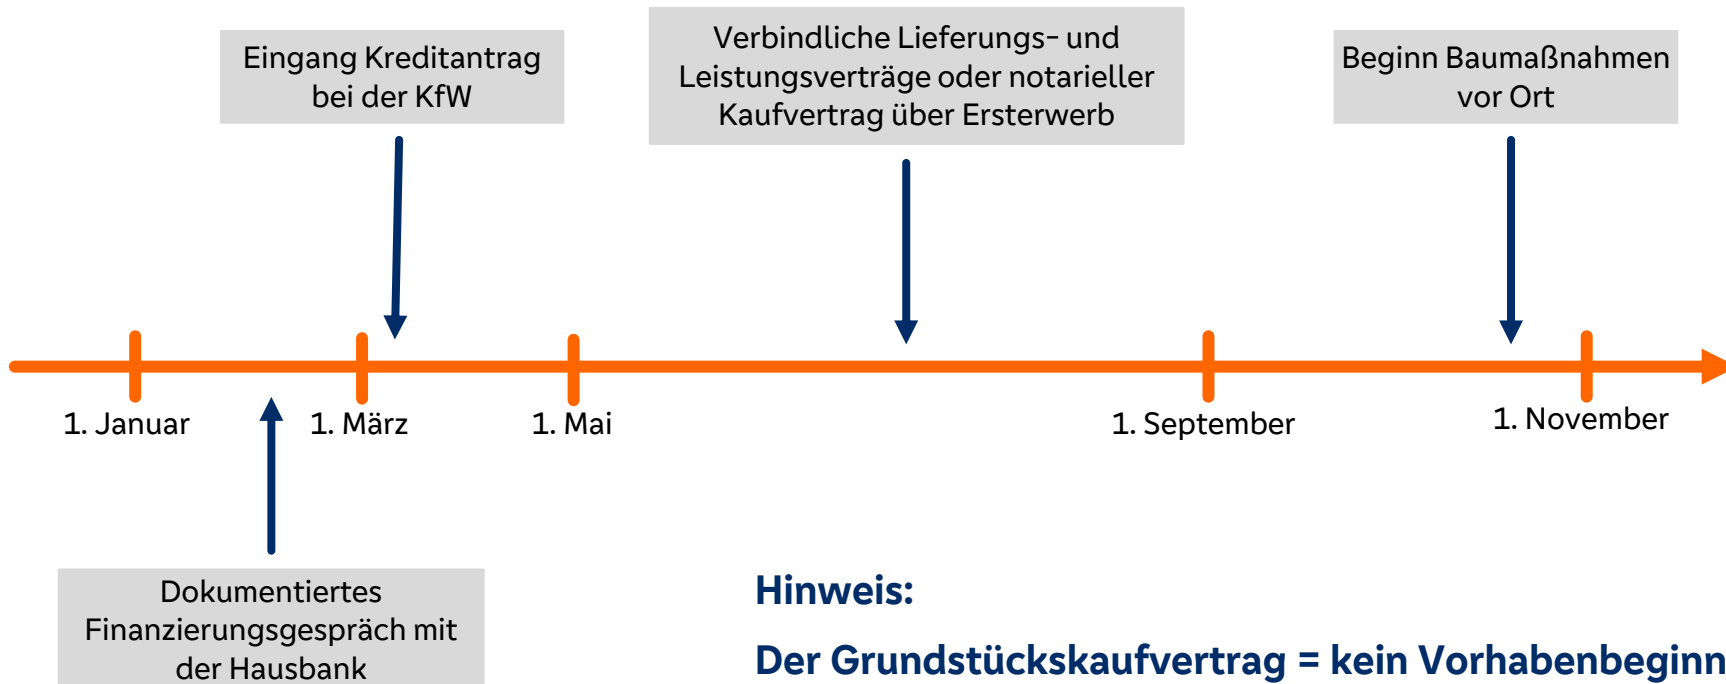 Eingang Kreditantrag
bei der KfW
Verbindliche Lieferungs- und
Leistungsverträge oder notarieller
Kaufvertrag über Ersterwerb
Beginn Baumaßnahmen
vor Ort
1. Januar
1. März
1. Mai
1. September
1. November
Dokumentiertes
Finanzierungsgespräch mit
der Hausbank
Hinweis:
Der Grundstückskaufvertrag = kein Vorhabenbeginn